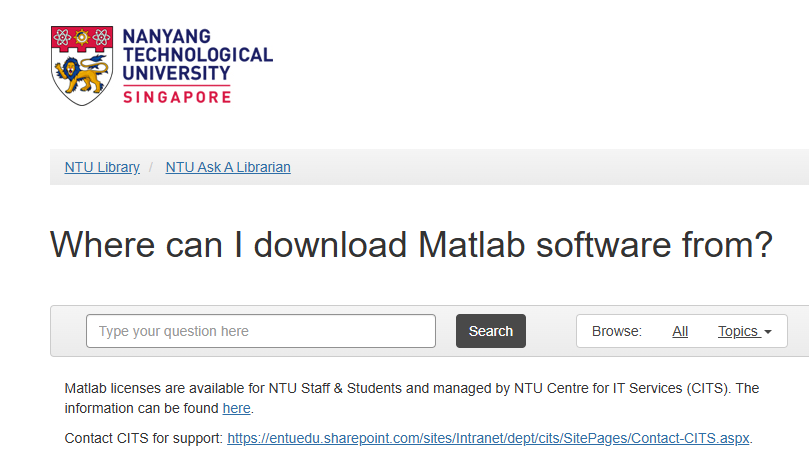 NANYANG
TECHNOLOGICAL
UNIVERSITY
SINGAPORE
NTU Library / NTU Ask A Librarian
Where can I download Matlab software from?
Type your question here Search Browse: All Topics
Matlab licenses are available for NTU Staff & Students and managed by NTU Centre for IT Services (CITS). The
information can be found here.
Contact CITS for support: https://entuedu.sharepoint.com/sites/Intranet/dept/cits/SitePages/Contact-CITS.aspx.